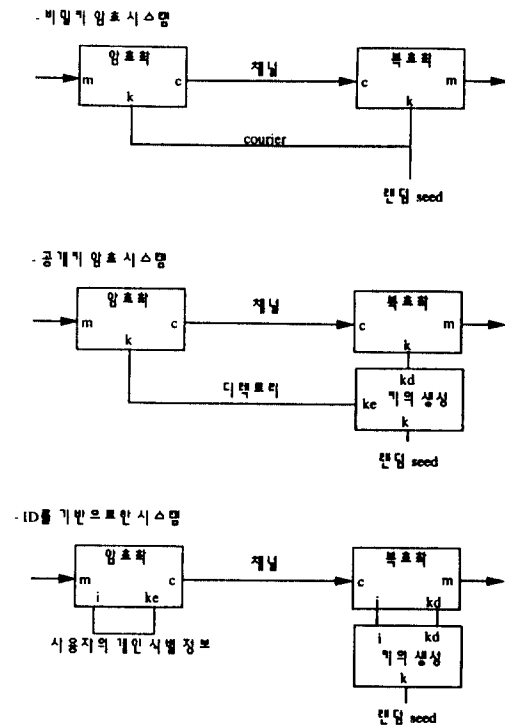 - 비밀키 암호 시스템
암호화
복호화
m
c
채널
c
m
k
k
courier
랜덤 seed
- 공개키 암호 시스템
암호화
복호화
m
c
채널
c
m
k
k
디렉토리
kd
ke
키의 생성
k
랜덤 seed
- ID를 기반으로한 시스템
암호화
복호화
m
c
채널
c
m
i
ke
i
kd
사용자의 개인 식별 정보
i
kd
키의 생성
k
랜덤 seed